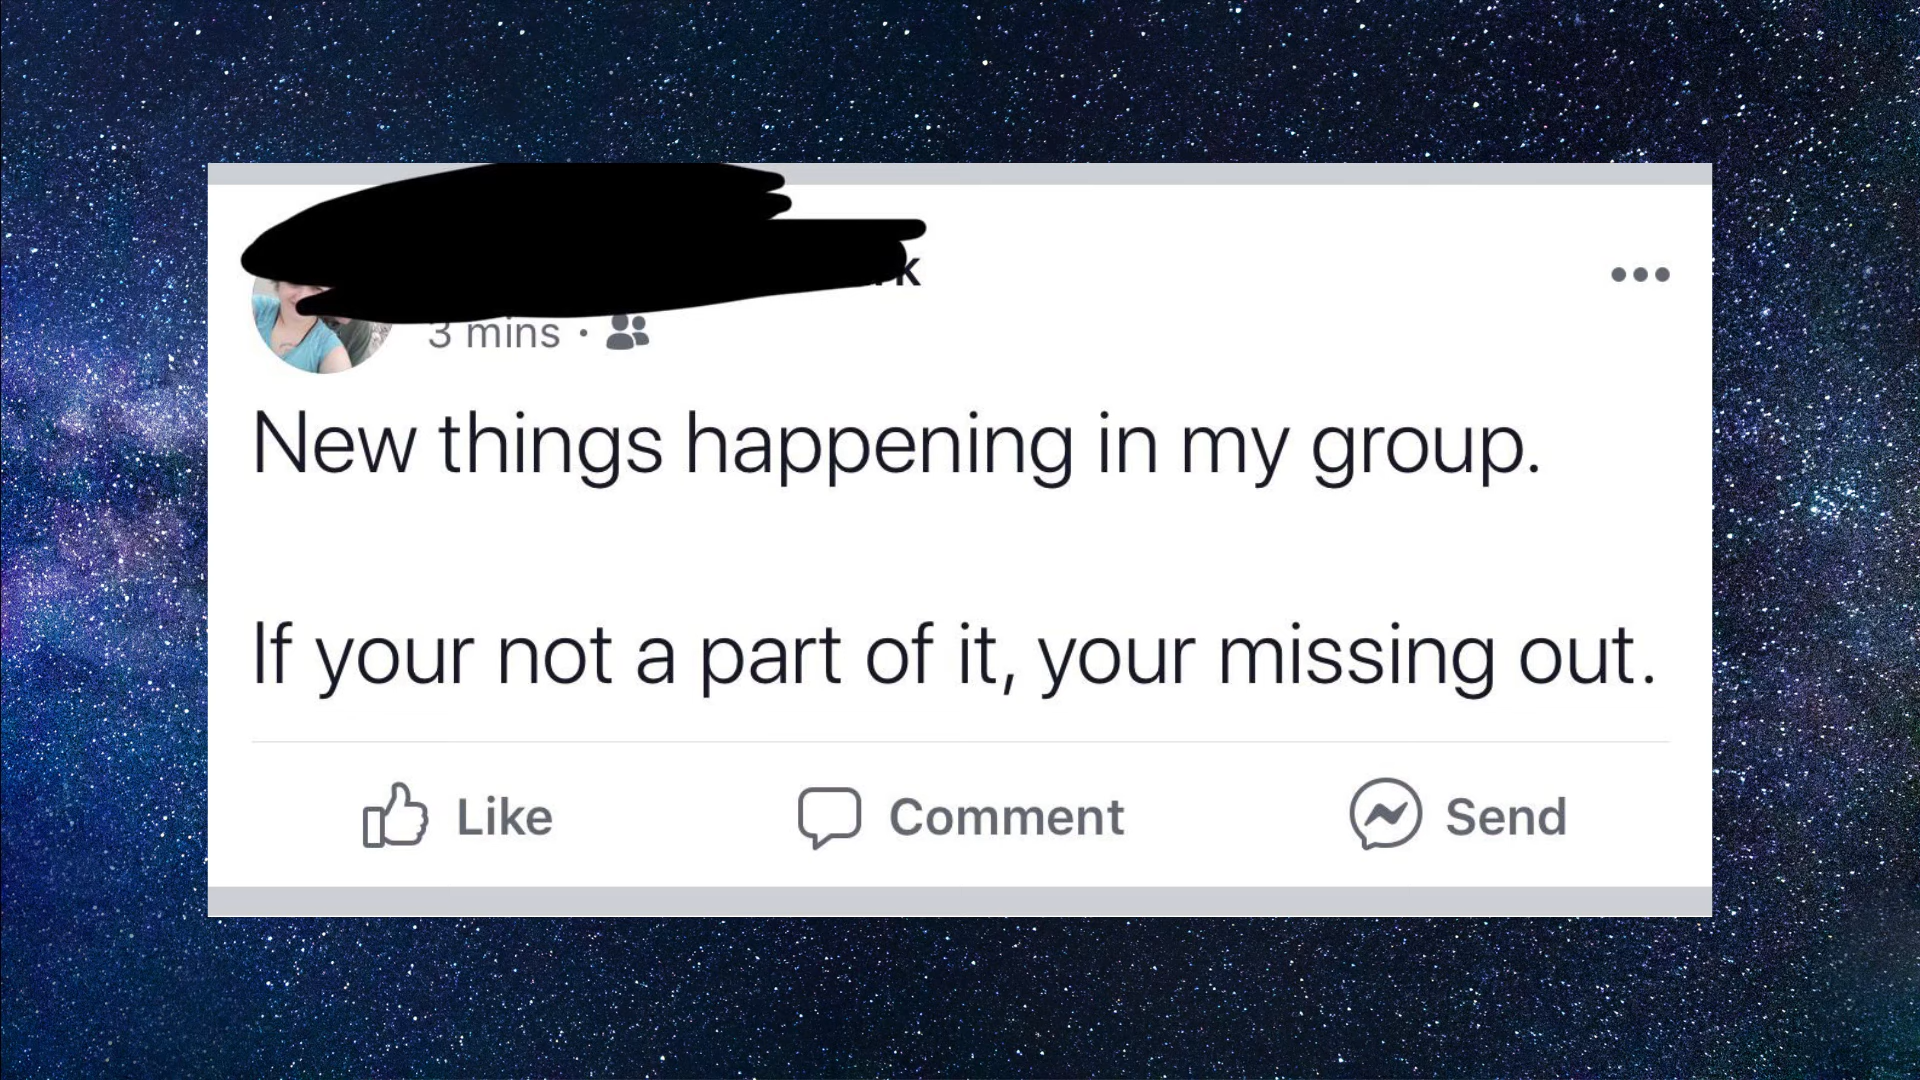 3 mins
New things happening in my group.
If your not a part of it, your missing out.
Like Comment Send